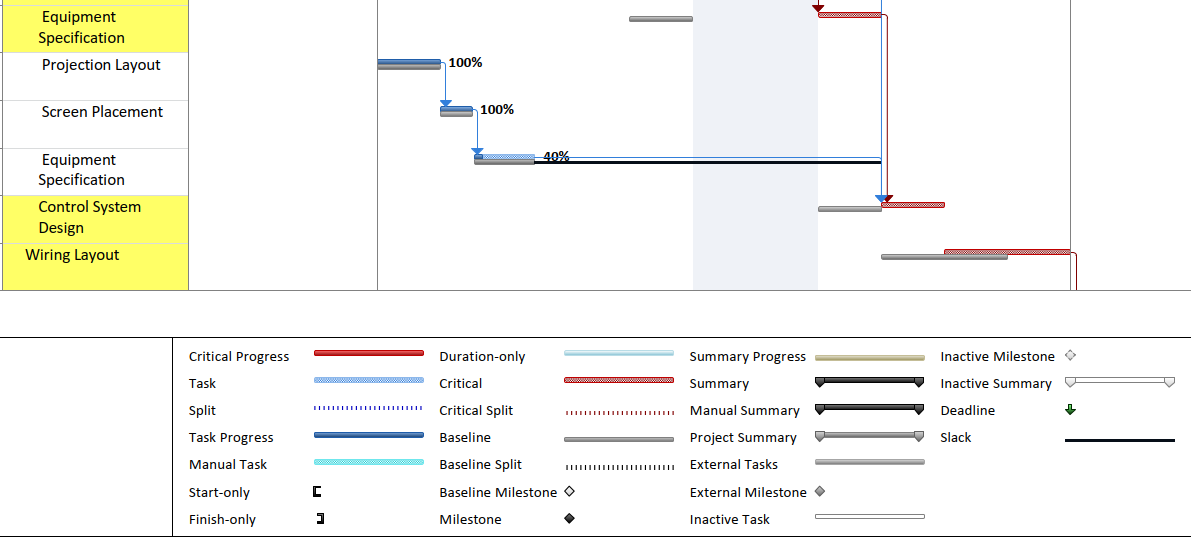 Equipment
Specification
Projection Layout
100%
Screen Placement
100%
Equipment
Specification
40%
Control System
Design
Wiring Layout
Critical Progress
Duration-only
Summary Progress
Inactive Milestone
Task
Critical
Summary
Inactive Summary
Split
Critical Split
Manual Summary
Deadline
Task Progress
Baseline
Project Summary
Slack
Manual Task
Baseline Split
External Tasks
Start-only
Baseline Milestone
External Milestone
Finish-only
Milestone
Inactive Task